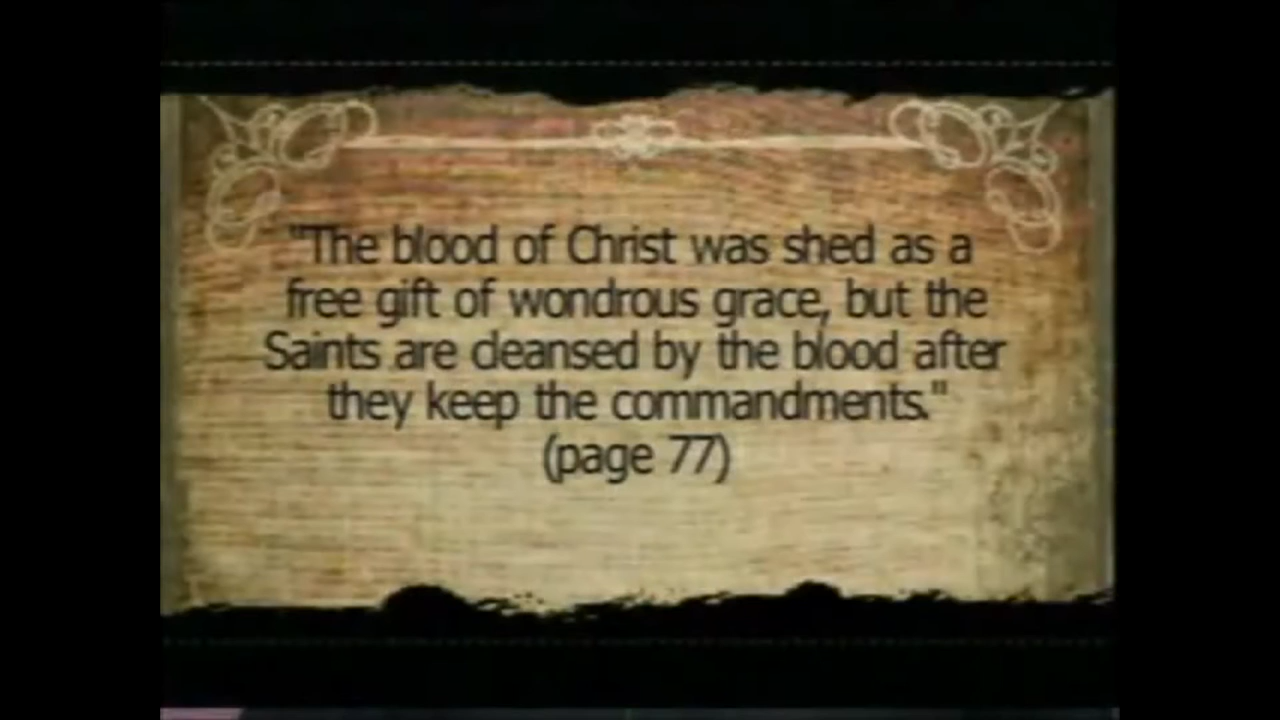 "The blood of Christ was shed as a
free gift of wondrous grace, but the
Saints are cleansed by the blood after
they keep the commandments."
(page 77)